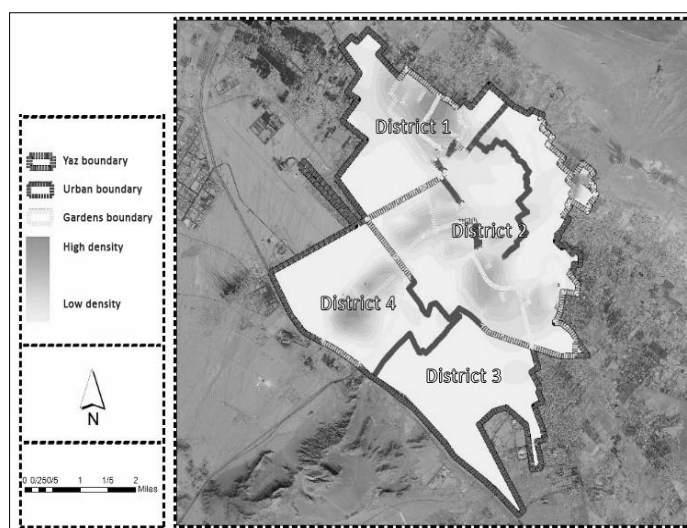 Yaz boundary
Urban boundary
Gardens boundary
High density
Low density
N
0 0/250/5 1 1/5 2
Miles
District 1
District 2
District 4
District 3